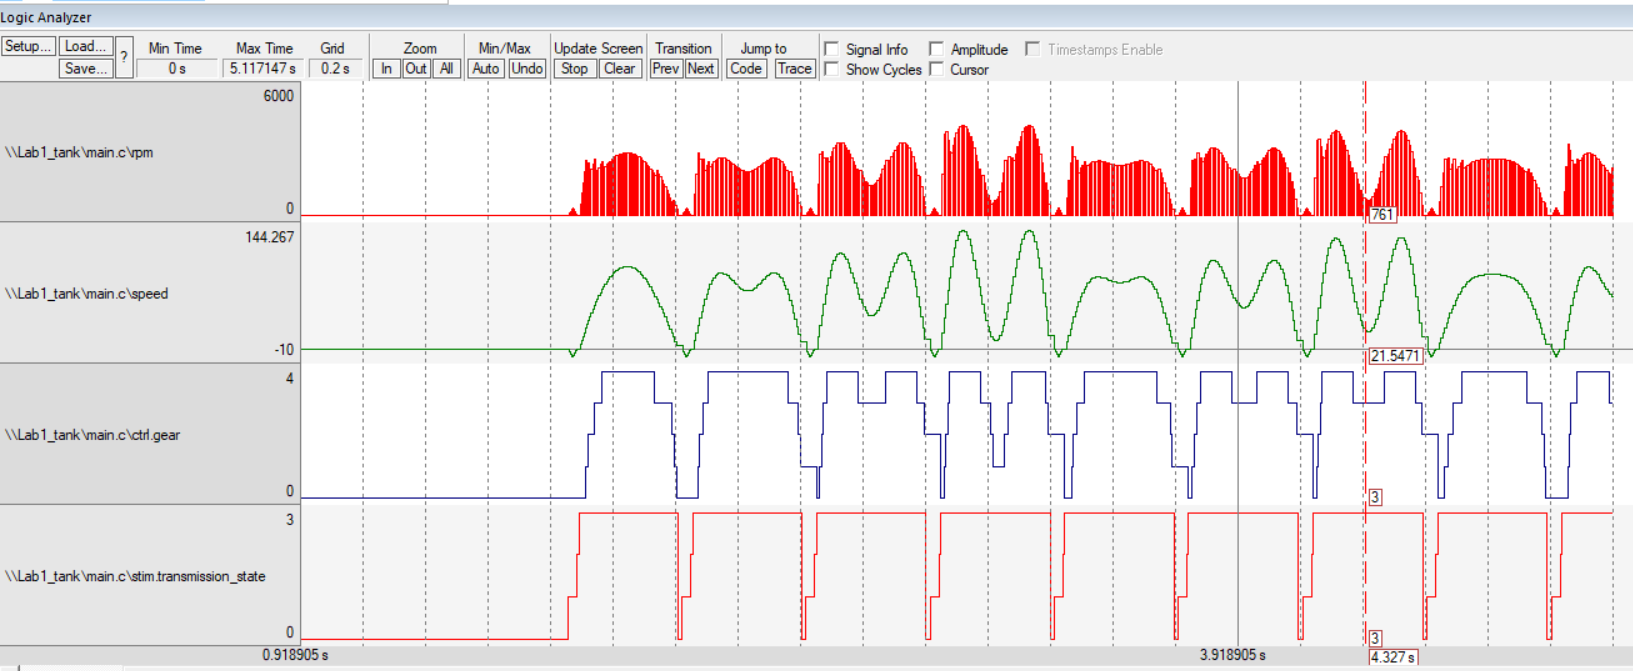 Logic Analyzer
Setup... Load... ? Min Time Max Time Grid Zoom Min/Max Update Screen Transition Jump to Signal Info Amplitude Timestamps Enable
Save... 0 s 5.117147 s 0.2 s In Out All Auto Undo Stop Clear Prev Next Code Trace Show Cycles Cursor
6000
\\Lab1_tank\main.c\rpm
0
761
144.267
\\Lab1_tank\main.c\speed
-10
21.5471
4
\\Lab1_tank\main.c\ctrl.gear
0
3
3
\\Lab1_tank\main.c\stim.transmission_state
0
3
0.918905 s 3.918905 s 4.327 s